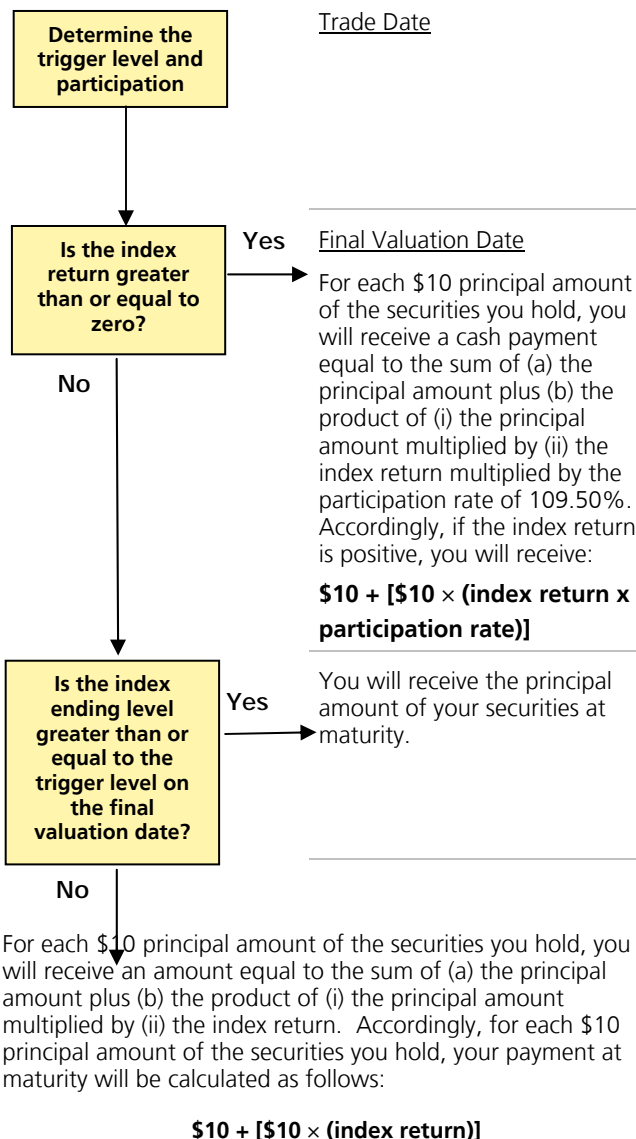 Determine the
trigger level and
participation
Trade Date
Is the index
return greater
than or equal to
zero?
Yes
No
Final Valuation Date
For each $10 principal amount
of the securities you hold, you
will receive a cash payment
equal to the sum of (a) the
principal amount plus (b) the
product of (i) the principal
amount multiplied by (ii) the
index return multiplied by the
participation rate of 109.50%.
Accordingly, if the index return
is positive, you will receive:
$10 + [$10 × (index return x
participation rate)]
Is the index
ending level
greater than or
equal to the
trigger level on
the final
valuation date?
Yes
No
You will receive the principal
amount of your securities at
maturity.
For each $10 principal amount of the securities you hold, you
will receive an amount equal to the sum of (a) the principal
amount plus (b) the product of (i) the principal amount
multiplied by (ii) the index return. Accordingly, for each $10
principal amount of the securities you hold, your payment at
maturity will be calculated as follows:
$10 + [$10 × (index return)]